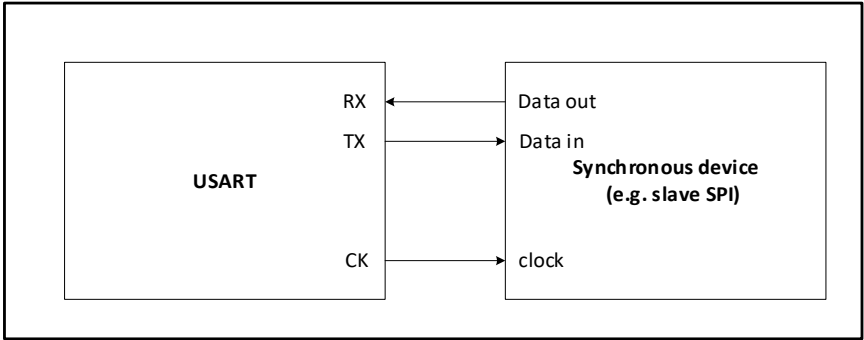 RX
Data out
TX
Data in
USART
Synchronous device
(e.g. slave SPI)
CK
clock